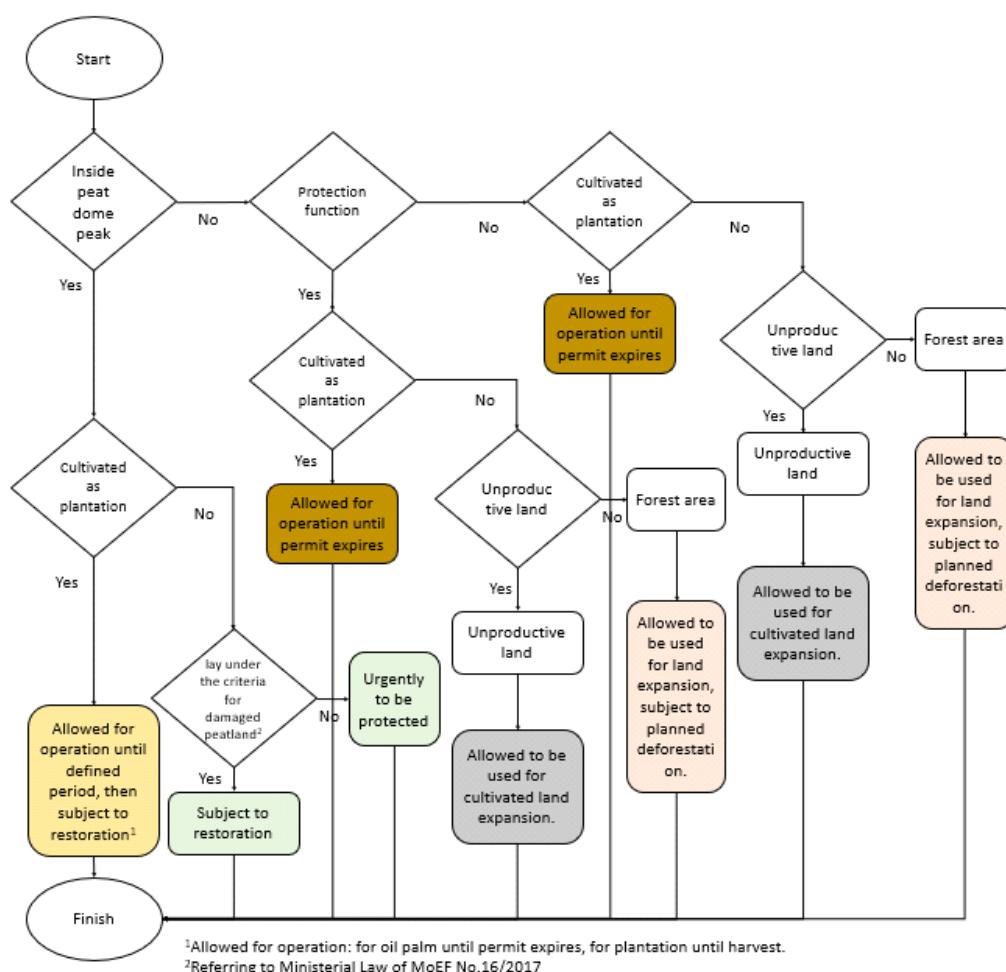 Start
Inside
peat
dome
peak
No
Protection
function
No
Cultivated
as
plantation
No
Yes
Yes
Yes
Allowed for
operation until
permit expires
Unproduc
tive land
No
Forest area
Cultivated
as
plantation
No
Yes
Unproductive
land
Allowed to
be used
for land
expansion,
subject to
planned
deforestati
on.
Cultivated
as
plantation
No
Yes
Yes
Allowed for
operation until
permit expires
Unproduc
tive land
No
Forest area
Yes
Allowed to be
used for
cultivated land
expansion.
Unproductive
land
Allowed to
be used
for land
expansion,
subject to
planned
deforestati
on.
lay under
the criteria
for
damaged
peatland²
No
Urgently
to be
protected
Yes
Allowed for
operation until
defined
period, then
subject to
restoration¹
Subject to
restoration
Allowed to be
used for
cultivated land
expansion.
Finish
¹Allowed for operation: for oil palm until permit expires, for plantation until harvest.
²Referring to Ministerial Law of MoEF No.16/2017